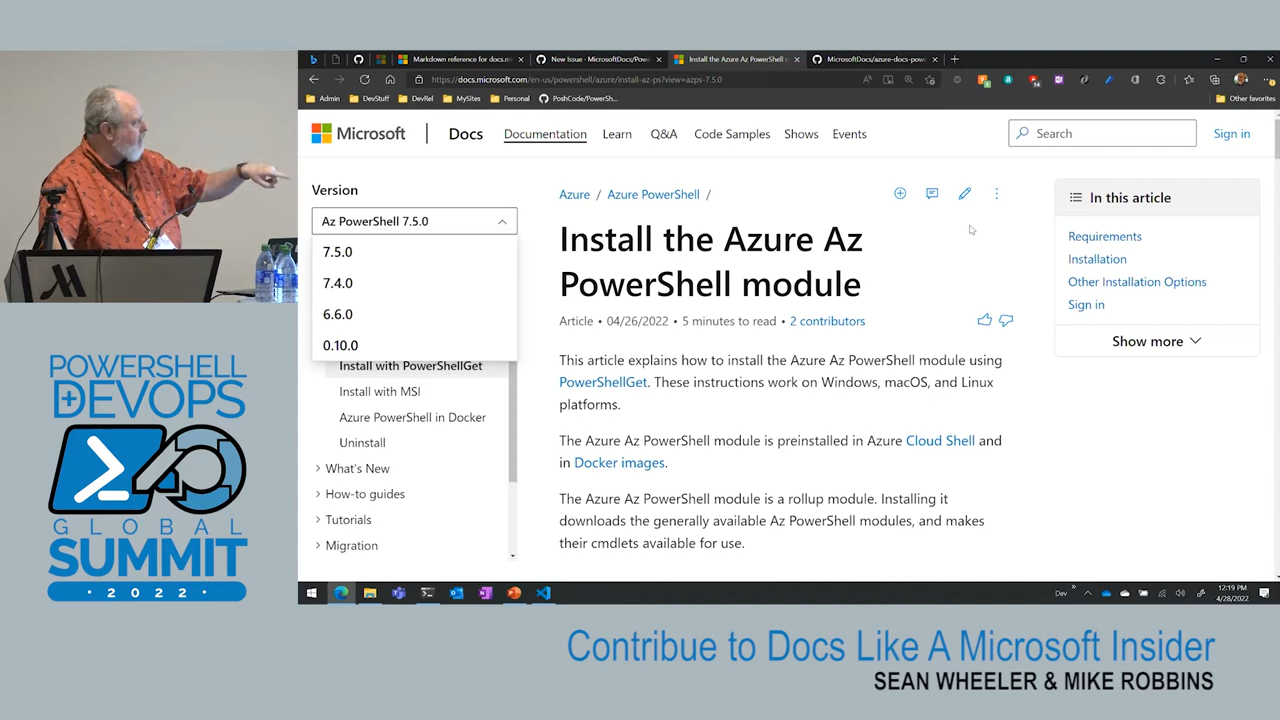 Markdown reference for docs.m
New Issue · MicrosoftDocs/Pow
Install the Azure Az PowerShell m
MicrosoftDocs/azure-docs-pow
https://docs.microsoft.com/en-us/powershell/azure/install-az-ps?view=azps-7.5.0
Admin
DevStuff
DevRel
MySites
Personal
PoshCode/PowerSh...
Other favorites
Microsoft
Docs
Documentation
Learn
Q&A
Code Samples
Shows
Events
Search
Sign in
Version
Az PowerShell 7.5.0
7.5.0
7.4.0
6.6.0
0.10.0
Install with PowerShellGet
Install with MSI
Azure PowerShell in Docker
Uninstall
What's New
How-to guides
Tutorials
Migration
Azure / Azure PowerShell /
Install the Azure Az
PowerShell module
Article • 04/26/2022 • 5 minutes to read • 2 contributors
This article explains how to install the Azure Az PowerShell module using
PowerShellGet. These instructions work on Windows, macOS, and Linux
platforms.
The Azure Az PowerShell module is preinstalled in Azure Cloud Shell and
in Docker images.
The Azure Az PowerShell module is a rollup module. Installing it
downloads the generally available Az PowerShell modules, and makes
their cmdlets available for use.
In this article
Requirements
Installation
Other Installation Options
Sign in
Show more
Dev
12:19 PM
4/28/2022
POWERSHELL
DEVOPS
GLOBAL
SUMMIT
· 2022 ·
Contribue to Docs Like A Microsoft Insider
SEAN WHEELER & MIKE ROBBINS